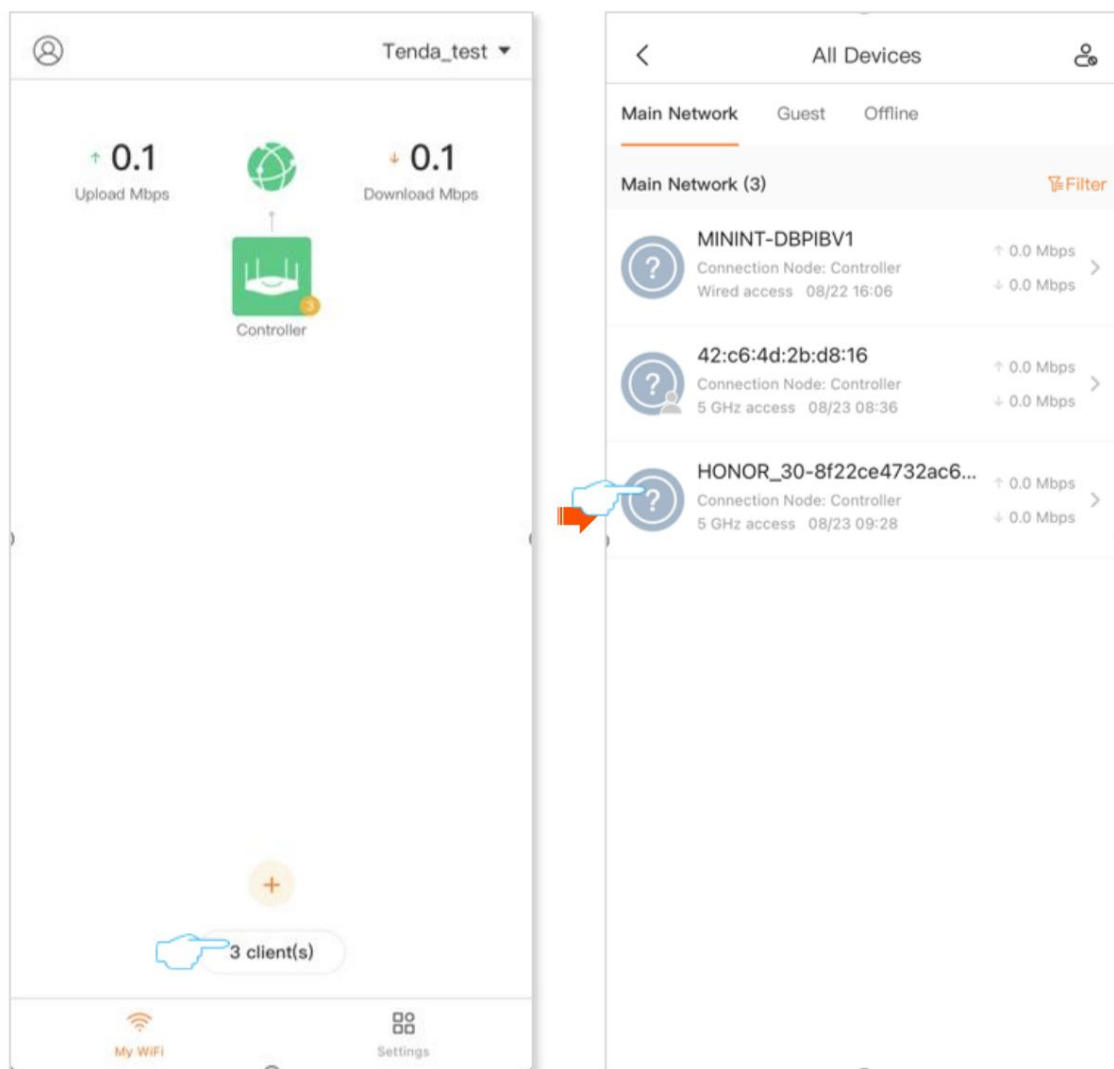 Tenda_test
0.1
Upload Mbps
0.1
Download Mbps
3
Controller
3 client(s)
My WiFi
Settings
All Devices
Main Network Guest Offline
Main Network (3) Filter
MININT-DBPIBV1
Connection Node: Controller
Wired access 08/22 16:06
↑ 0.0 Mbps
↓ 0.0 Mbps
42:c6:4d:2b:d8:16
Connection Node: Controller
5 GHz access 08/23 08:36
↑ 0.0 Mbps
↓ 0.0 Mbps
HONOR_30-8f22ce4732ac6...
Connection Node: Controller
5 GHz access 08/23 09:28
↑ 0.0 Mbps
↓ 0.0 Mbps